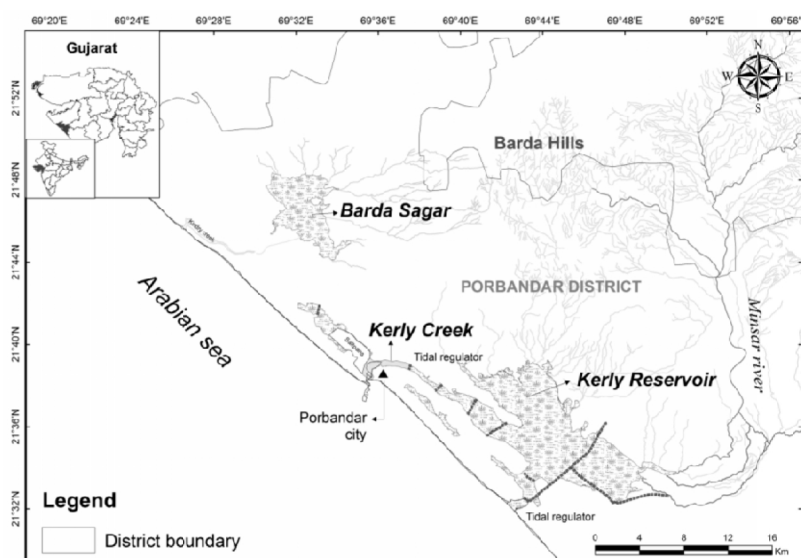 69°20'E 69°28'E 69°32'E 69°36'E 69°40'E 69°44'E 69°48'E 69°52'E 69°56'E
Gujarat
N
W E
S
21°52'N
21°48'N
21°44'N
21°40'N
21°36'N
21°32'N
Barda Hills
Barda Sagar
Arabian sea
PORBANDAR DISTRICT
Minsar river
Kerly Creek
Tidal regulator
Kerly Reservoir
Porbandar
city
Tidal regulator
Legend
District boundary
0 2 4 8 12 16
Km